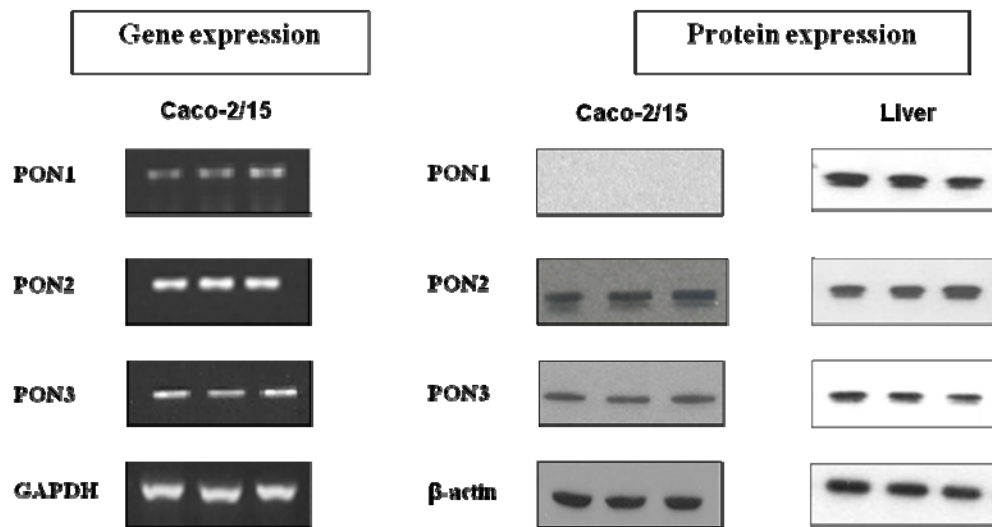 Gene expression
Protein expression
Caco-2/15
Caco-2/15
Liver
PON1
PON1
PON2
PON2
PON3
PON3
GAPDH
β-actin